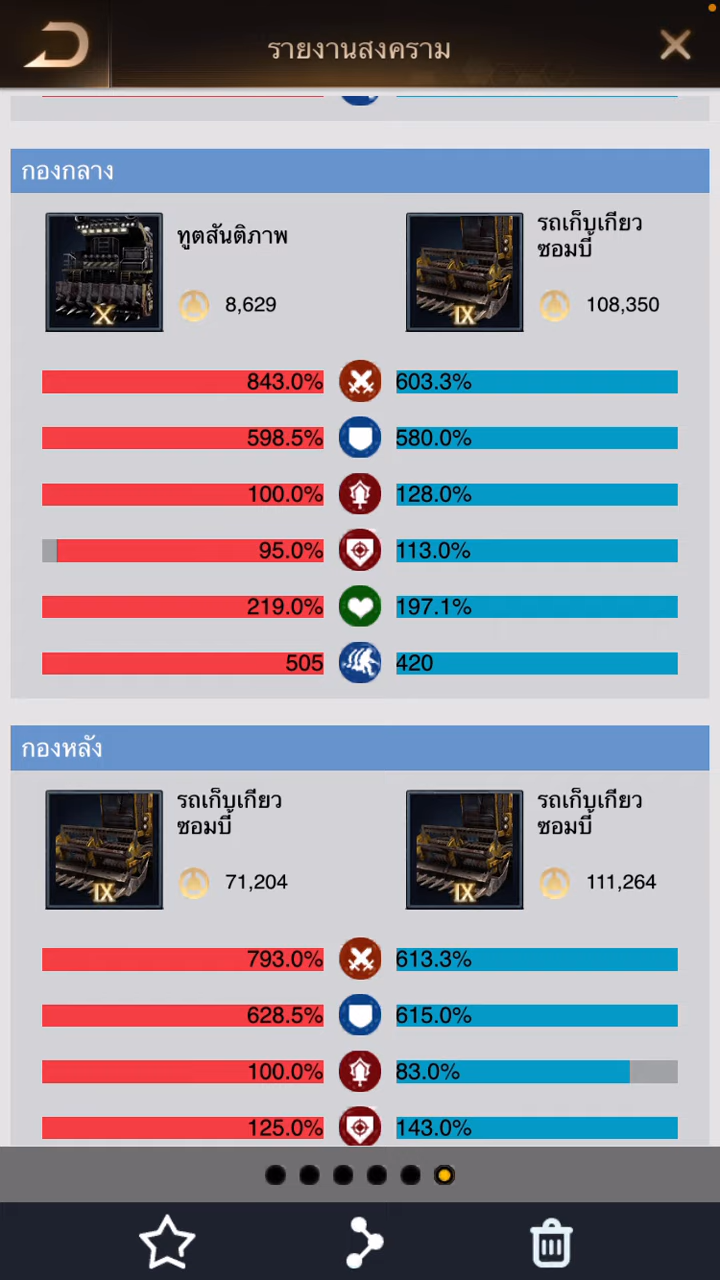 รายงานสงคราม
กองกลาง
ทูตสันติภาพ
รถเก็บเกี่ยว
ซอมบี้
X
8,629
IX
108,350
843.0%
603.3%
598.5%
580.0%
100.0%
128.0%
95.0%
113.0%
219.0%
197.1%
505
420
กองหลัง
รถเก็บเกี่ยว
ซอมบี้
รถเก็บเกี่ยว
ซอมบี้
IX
71,204
IX
111,264
793.0%
613.3%
628.5%
615.0%
100.0%
83.0%
125.0%
143.0%